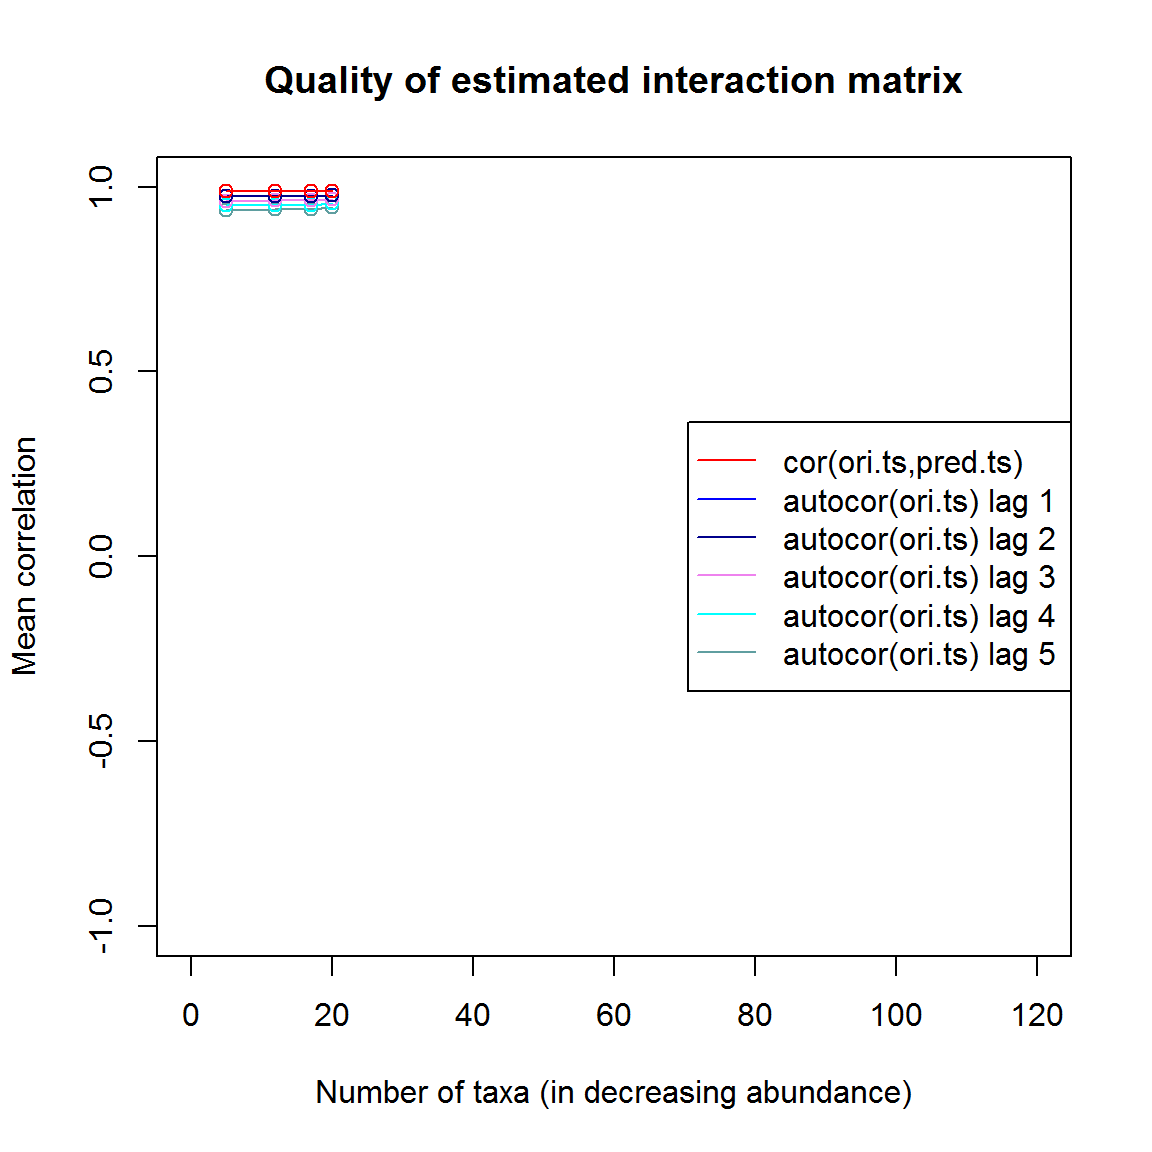 Quality of estimated interaction matrix
Mean correlation
1.0
0.5
0.0
-0.5
-1.0
cor(ori.ts,pred.ts)
autocor(ori.ts) lag 1
autocor(ori.ts) lag 2
autocor(ori.ts) lag 3
autocor(ori.ts) lag 4
autocor(ori.ts) lag 5
0 20 40 60 80 100 120
Number of taxa (in decreasing abundance)